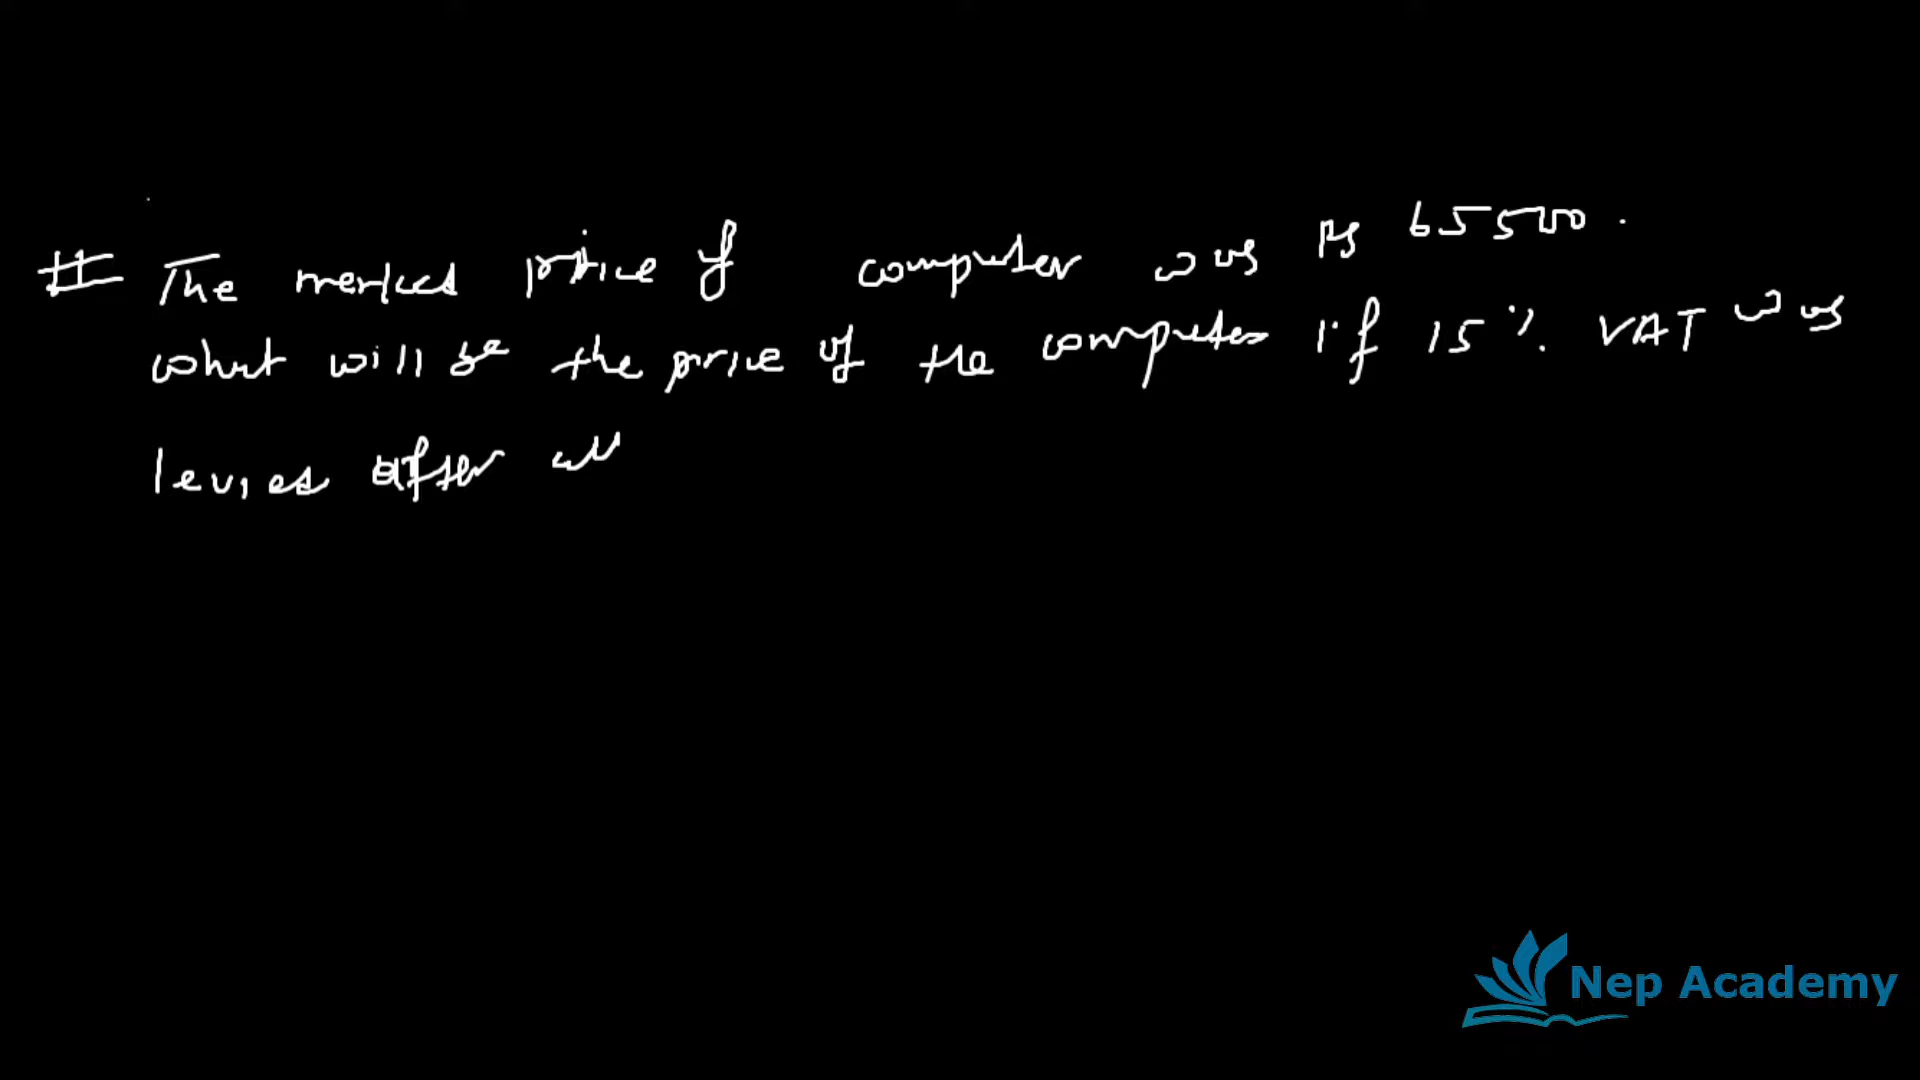 # The marked price of computer was Rs 65500.
what will be the price of the computer if 15% VAT was
levied after all
Nep Academy